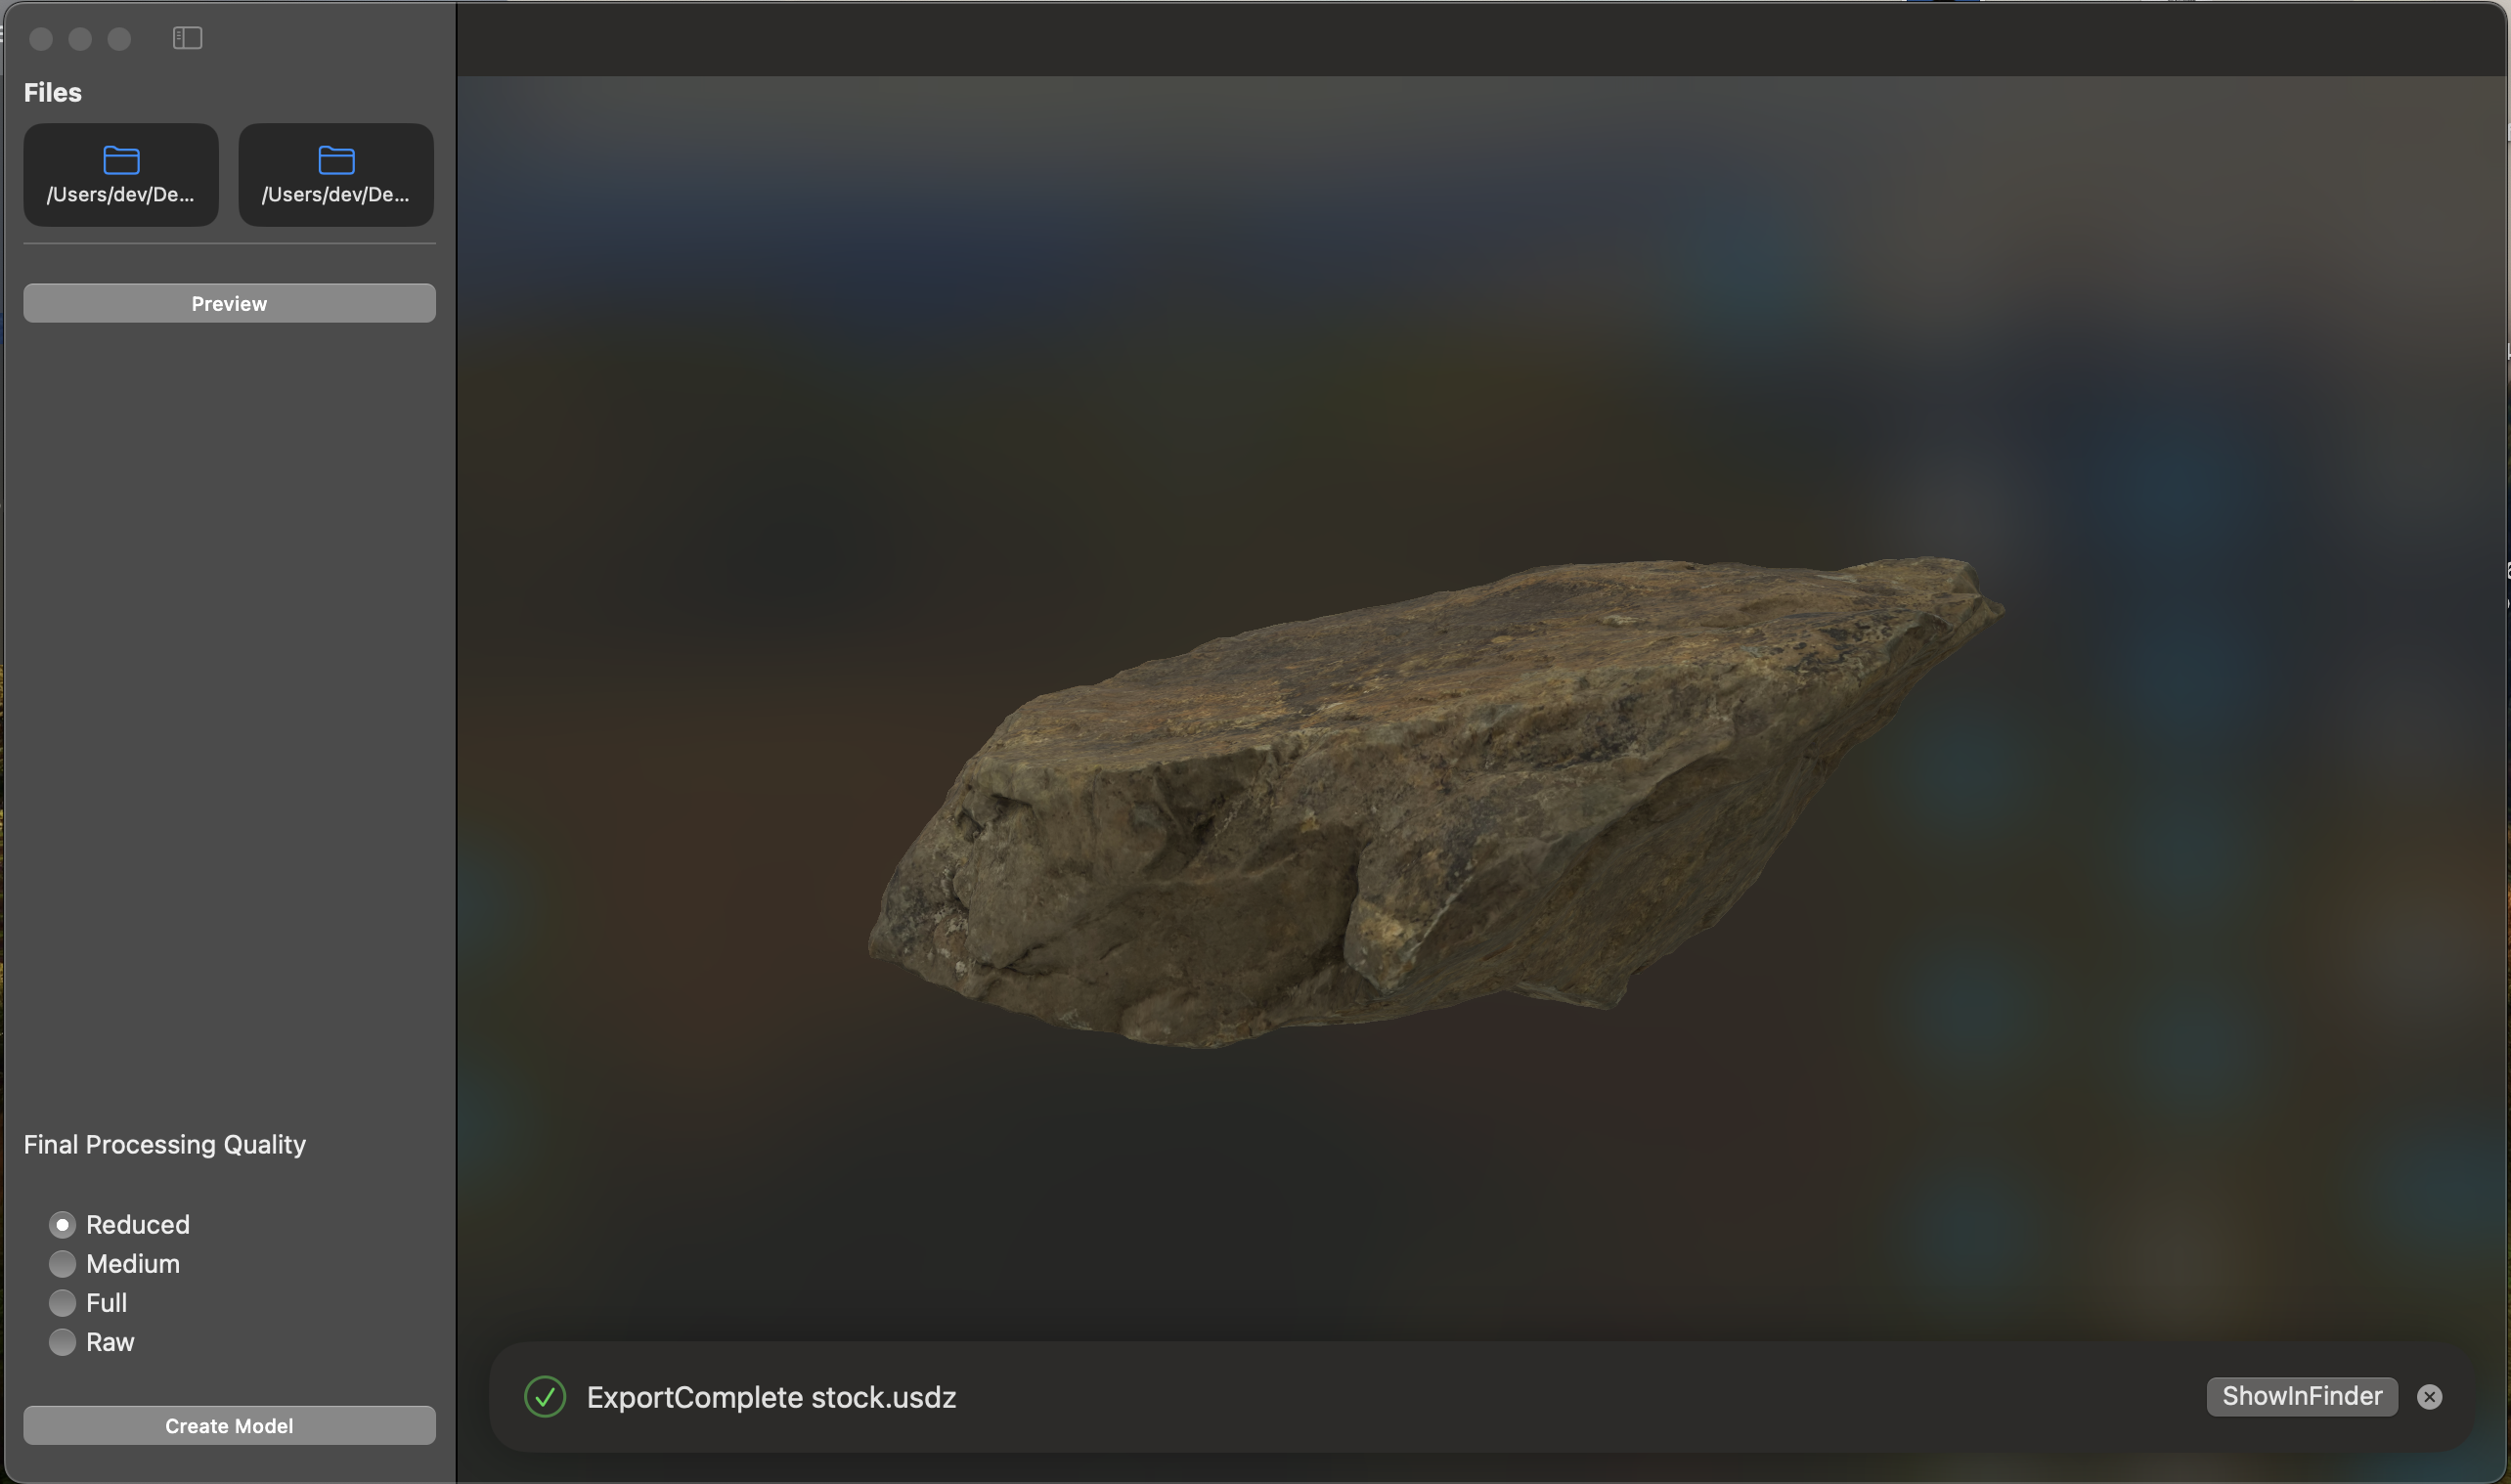 Files
/Users/dev/De...
/Users/dev/De...
Preview
Final Processing Quality
Reduced
Medium
Full
Raw
Create Model
ExportComplete stock.usdz
ShowInFinder